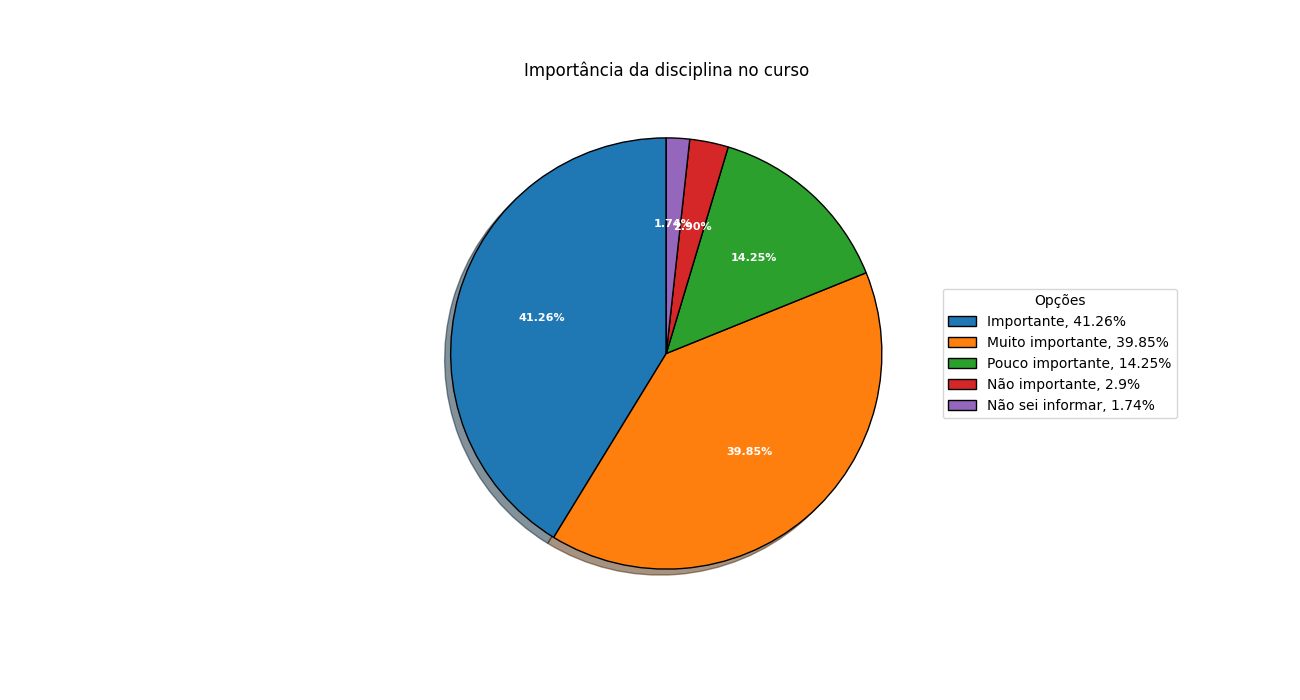 Importância da disciplina no curso
1.74%
2.90%
14.25%
41.26%
39.85%
Opções
Importante, 41.26%
Muito importante, 39.85%
Pouco importante, 14.25%
Não importante, 2.9%
Não sei informar, 1.74%